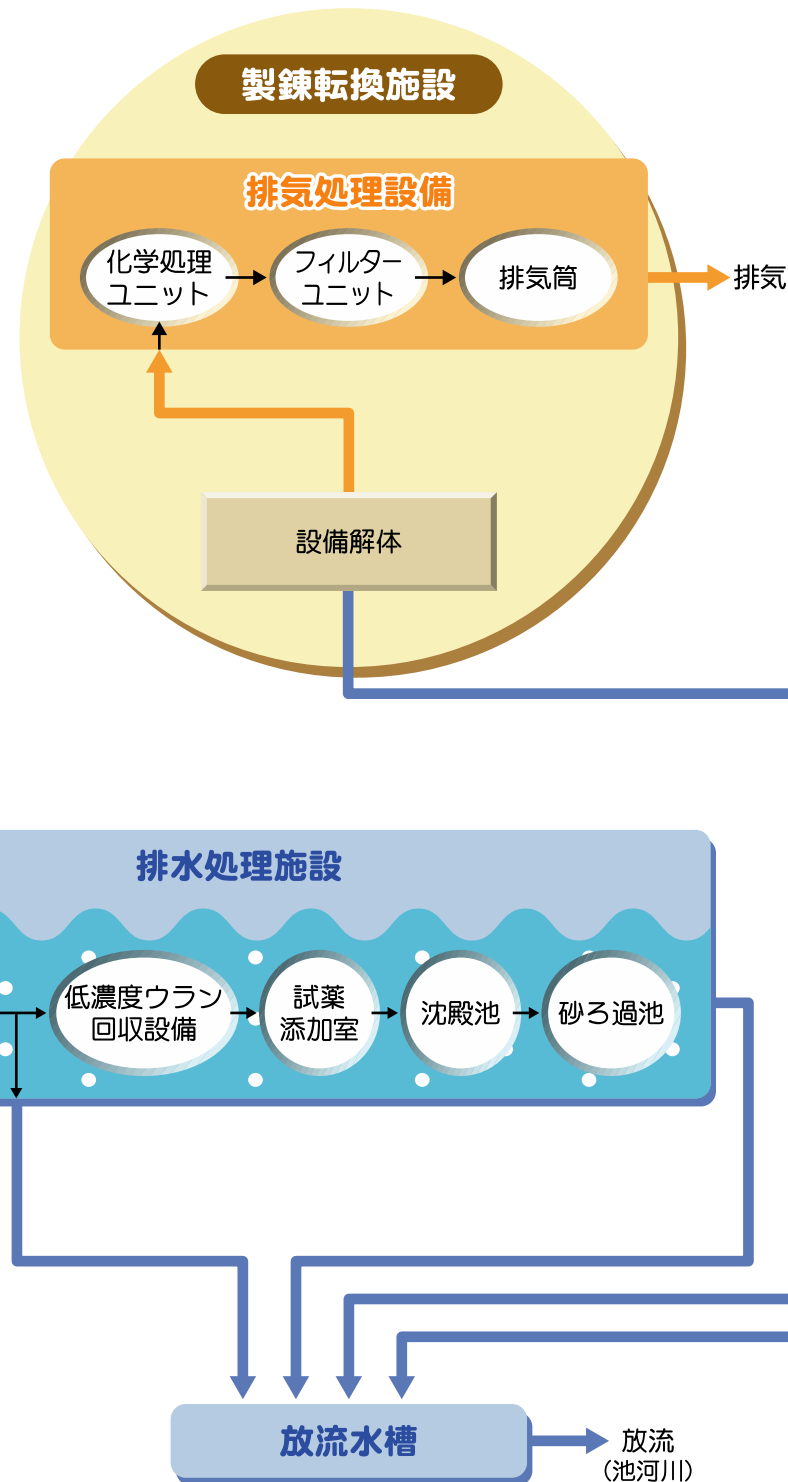 製錬転換施設
排気処理設備
化学処理
ユニット
フィルター
ユニット
排気筒
排気
設備解体
排水処理施設
低濃度ウラン
回収設備
試薬
添加室
沈殿池
砂ろ過池
放流水槽
放流
(池河川)